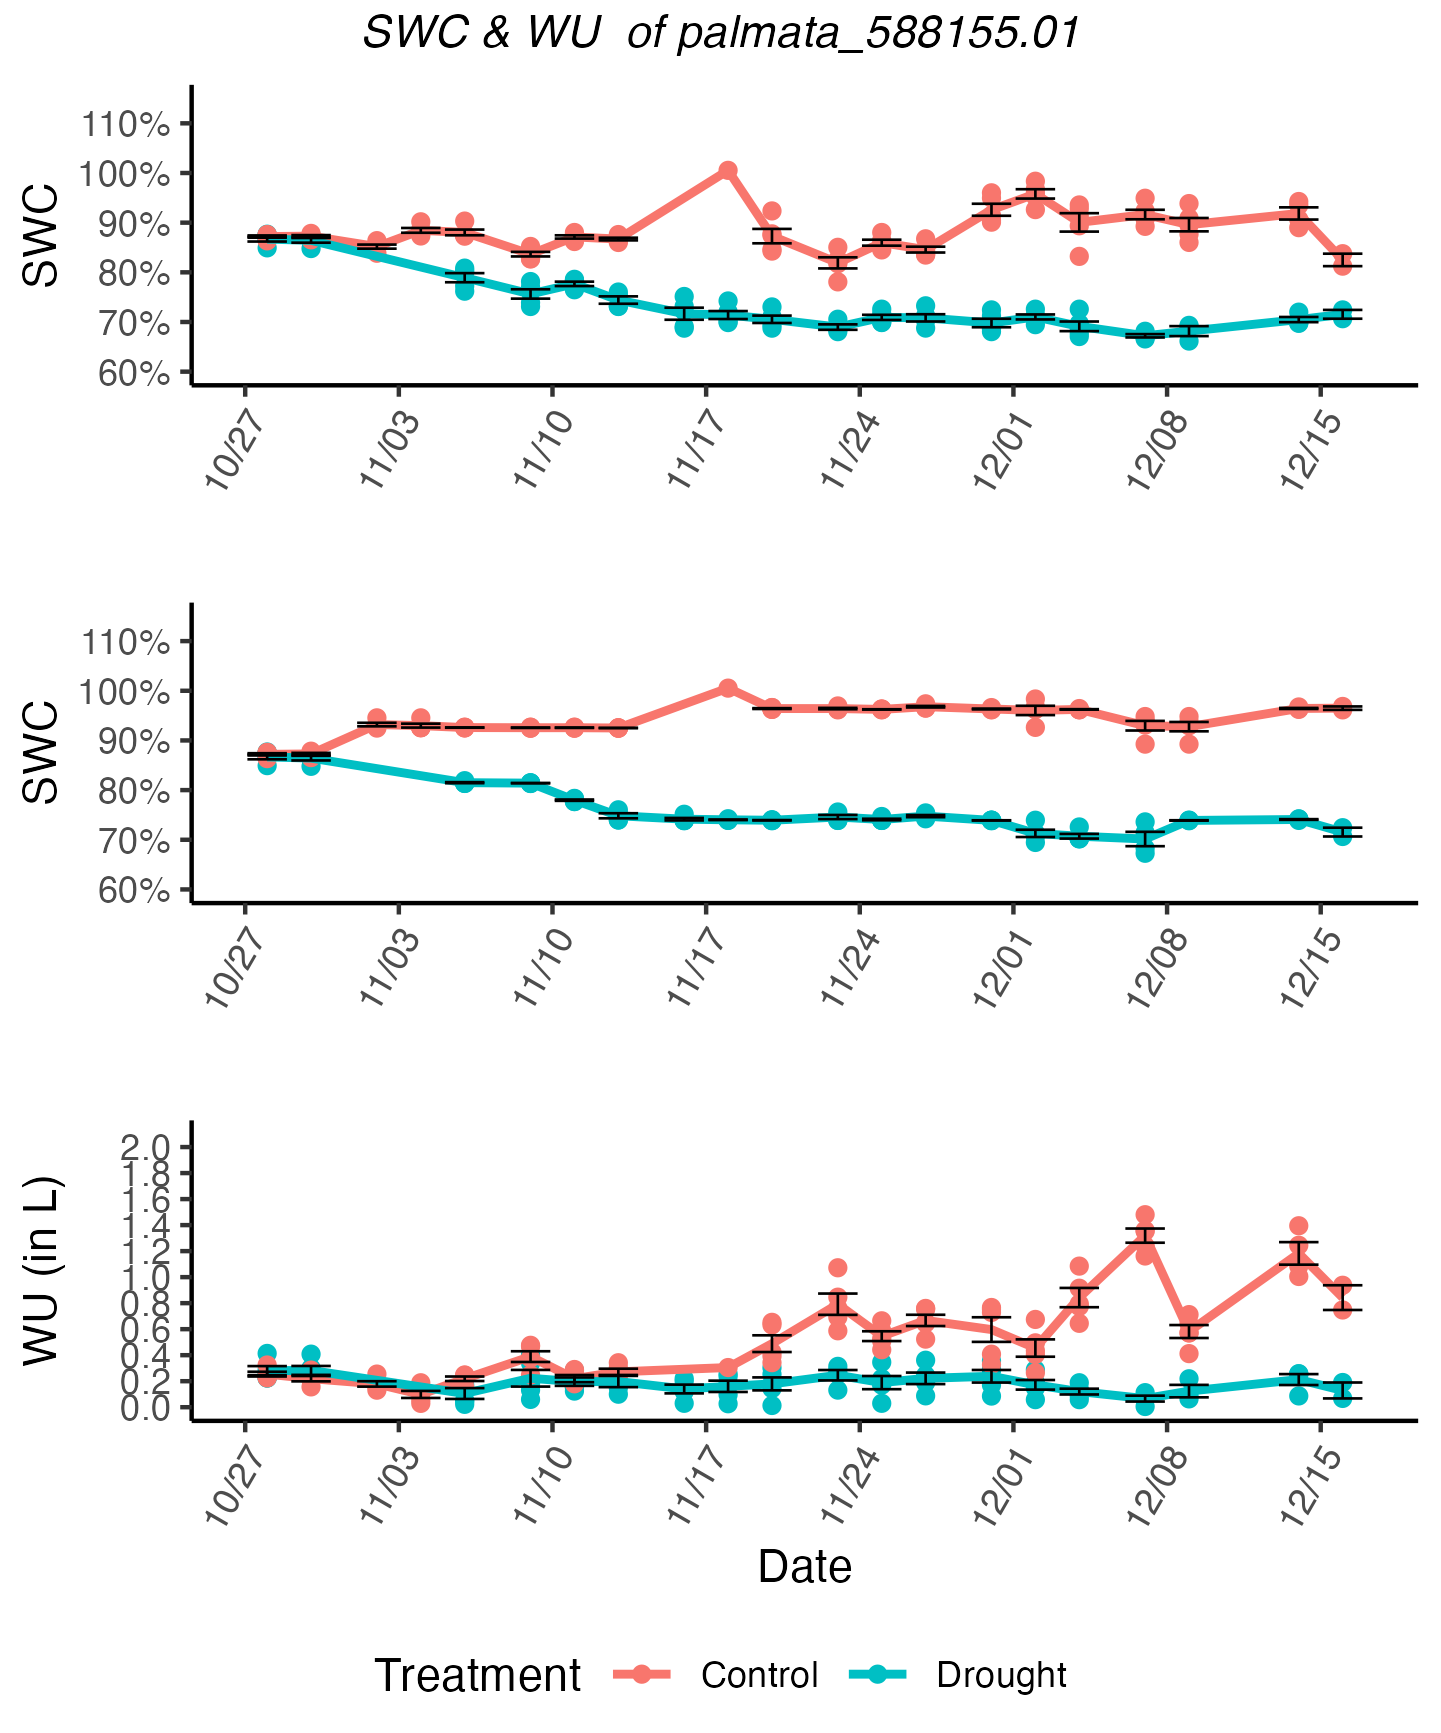 SWC & WU  of palmata_588155.01
SWC
110%
100%
90%
80%
70%
60%
10/27 11/03 11/10 11/17 11/24 12/01 12/08 12/15
SWC
110%
100%
90%
80%
70%
60%
10/27 11/03 11/10 11/17 11/24 12/01 12/08 12/15
WU (in L)
2.0
1.8
1.6
1.4
1.2
1.0
0.8
0.6
0.4
0.2
0.0
10/27 11/03 11/10 11/17 11/24 12/01 12/08 12/15
Date
Treatment Control Drought